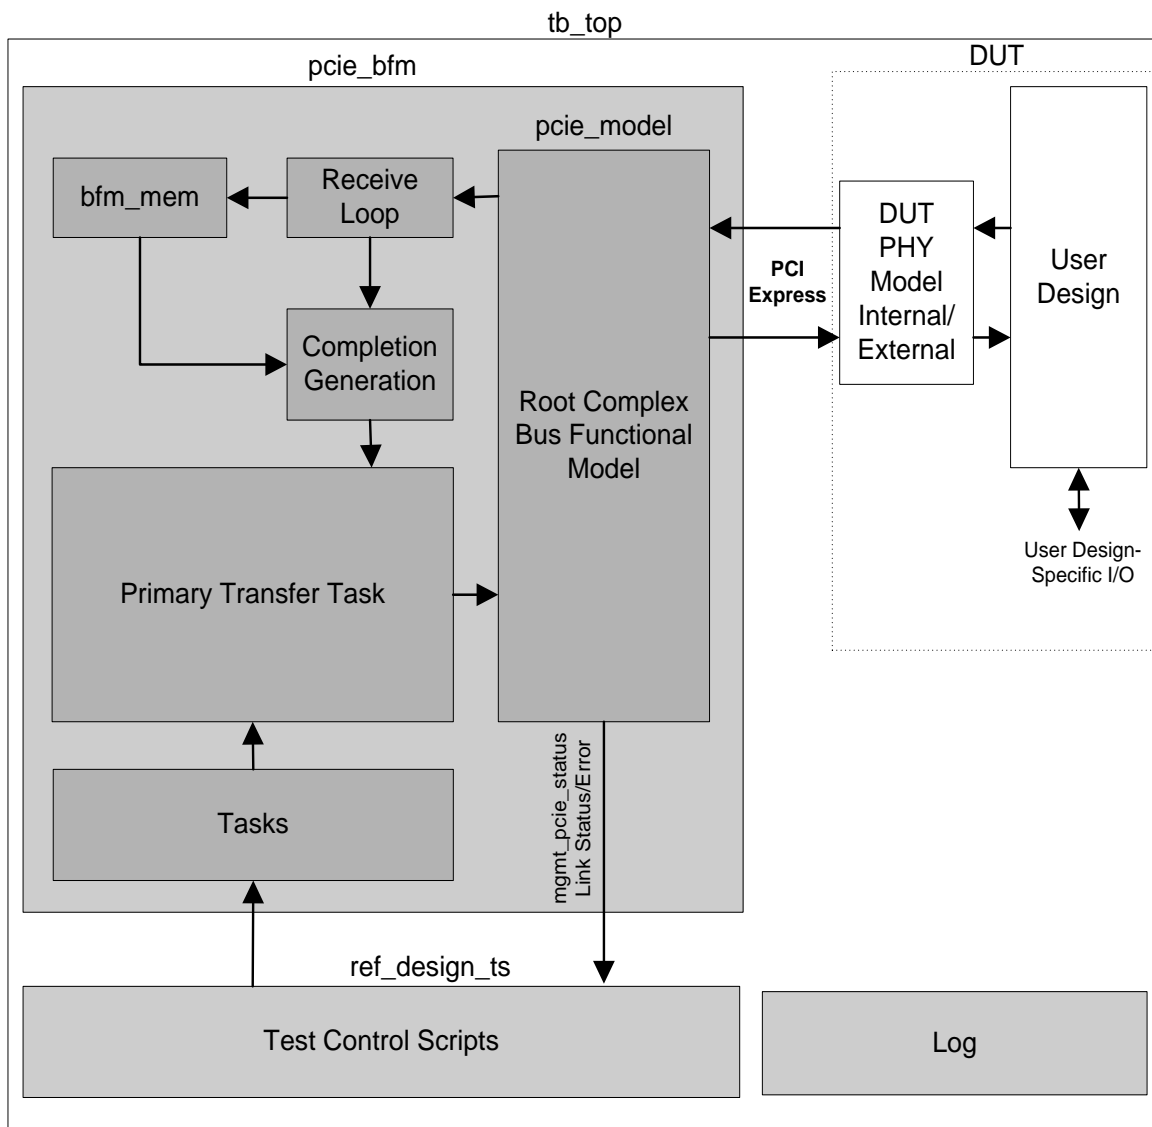 tb_top
pcie_bfm
DUT
pcie_model
bfm_mem
Receive
Loop
DUT
PHY
Model
Internal/
External
User
Design
PCI
Express
Completion
Generation
Root Complex
Bus Functional
Model
User Design-
Specific I/O
Primary Transfer Task
mgmt_pcie_status
Link Status/Error
Tasks
ref_design_ts
Test Control Scripts
Log